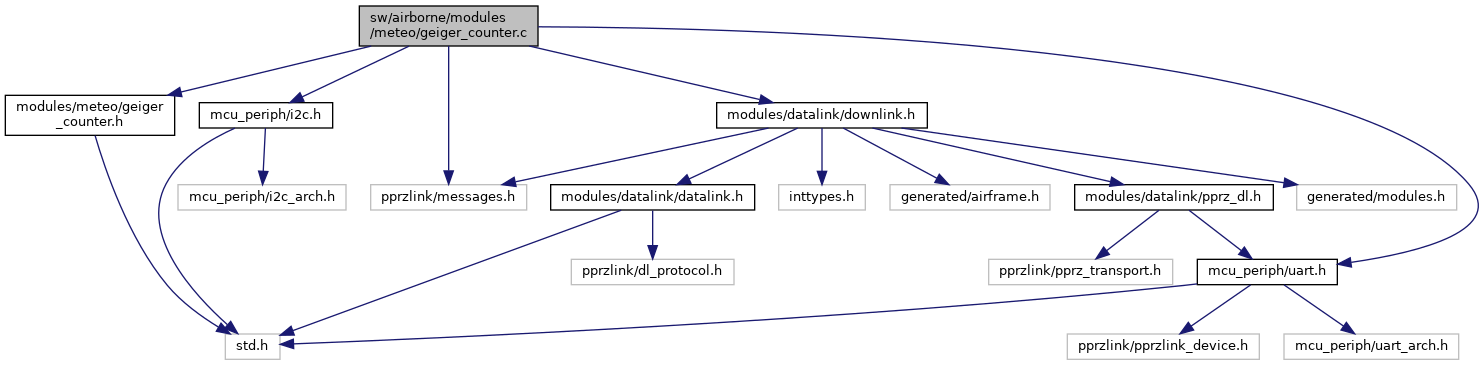 sw/airborne/modules
/meteo/geiger_counter.c
modules/meteo/geiger
_counter.h
mcu_periph/i2c.h
modules/datalink/downlink.h
mcu_periph/i2c_arch.h
pprzlink/messages.h
modules/datalink/datalink.h
inttypes.h
generated/airframe.h
modules/datalink/pprz_dl.h
generated/modules.h
pprzlink/dl_protocol.h
pprzlink/pprz_transport.h
mcu_periph/uart.h
std.h
pprzlink/pprzlink_device.h
mcu_periph/uart_arch.h